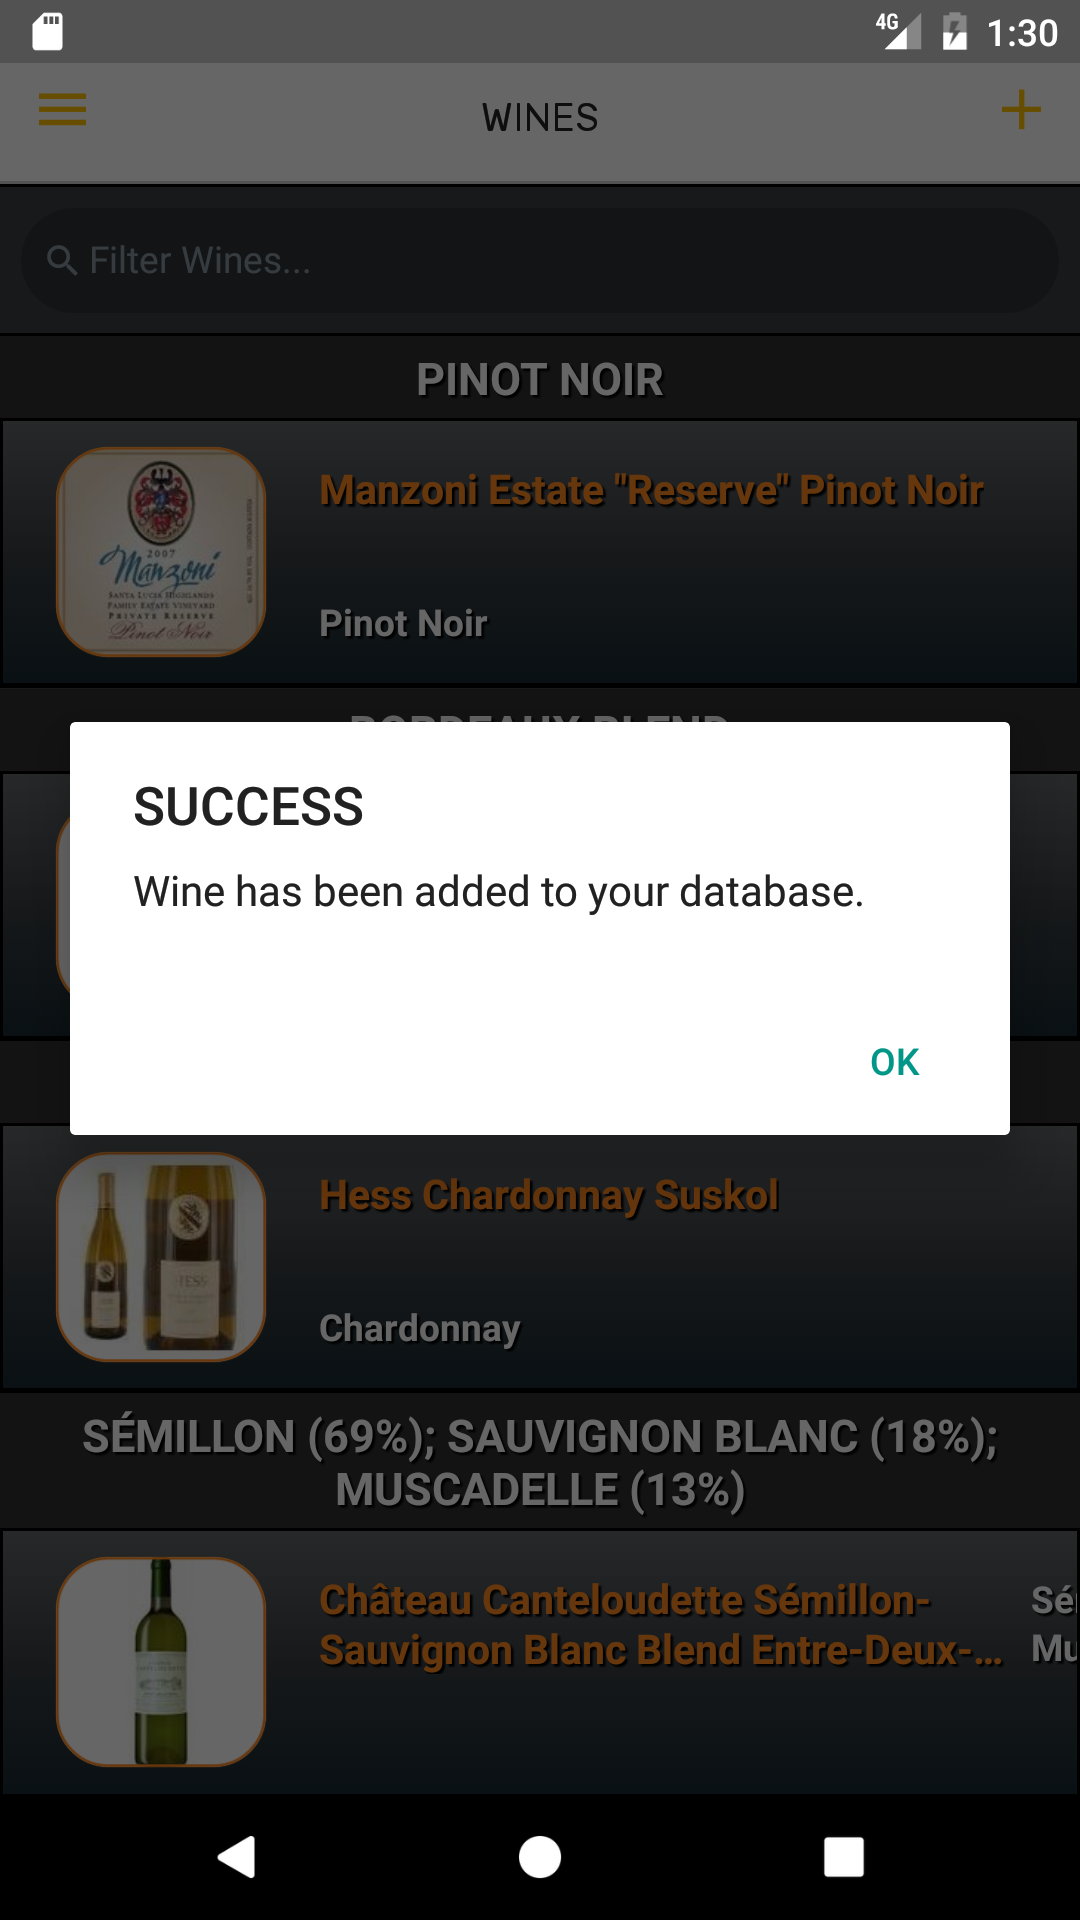 4G 1:30
WINES
Filter Wines...
PINOT NOIR
Manzoni Estate "Reserve" Pinot Noir
2007
Manzoni
SANTA LUCIA HIGHLANDS
FAMILY ESTATE VINEYARD
PRIVATE RESERVE
Pinot Noir
Pinot Noir
BORDEAUX BLEND
SUCCESS
Wine has been added to your database.
OK
Hess Chardonnay Suskol
HESS
Chardonnay
SÉMILLON (69%); SAUVIGNON BLANC (18%);
MUSCADELLE (13%)
Château Canteloudette Sémillon-
Sauvignon Blanc Blend Entre-Deux-...
Sé
Mu